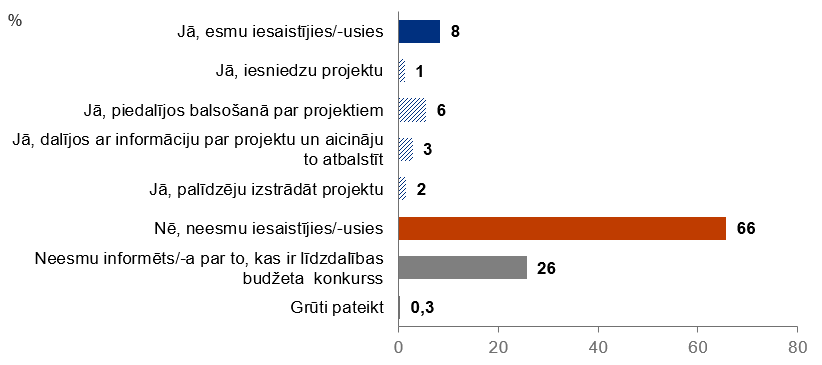 %
Jā, esmu iesaistījies/-usies 8
Jā, iesniedzu projektu 1
Jā, piedalījos balsošanā par projektiem 6
Jā, dalījos ar informāciju par projektu un aicināju
to atbalstīt 3
Jā, palīdzēju izstrādāt projektu 2
Nē, neesmu iesaistījies/-usies 66
Neesmu informēts/-a par to, kas ir līdzdalības
budžeta konkurss 26
Grūti pateikt 0,3
0 20 40 60 80